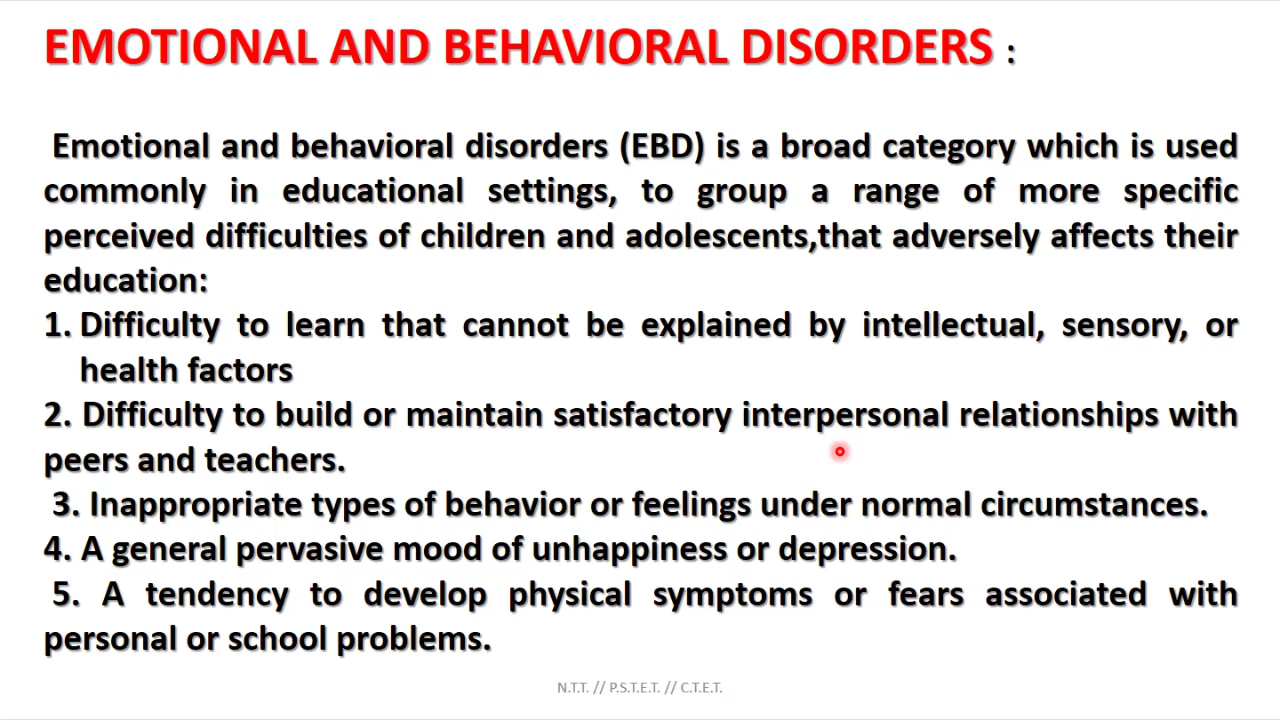 EMOTIONAL AND BEHAVIORAL DISORDERS :
Emotional and behavioral disorders (EBD) is a broad category which is used
commonly in educational settings, to group a range of more specific
perceived difficulties of children and adolescents,that adversely affects their
education:
1. Difficulty to learn that cannot be explained by intellectual, sensory, or
health factors
2. Difficulty to build or maintain satisfactory interpersonal relationships with
peers and teachers.
3. Inappropriate types of behavior or feelings under normal circumstances.
4. A general pervasive mood of unhappiness or depression.
5. A tendency to develop physical symptoms or fears associated with
personal or school problems.
N.T.T. // P.S.T.E.T. // C.T.E.T.